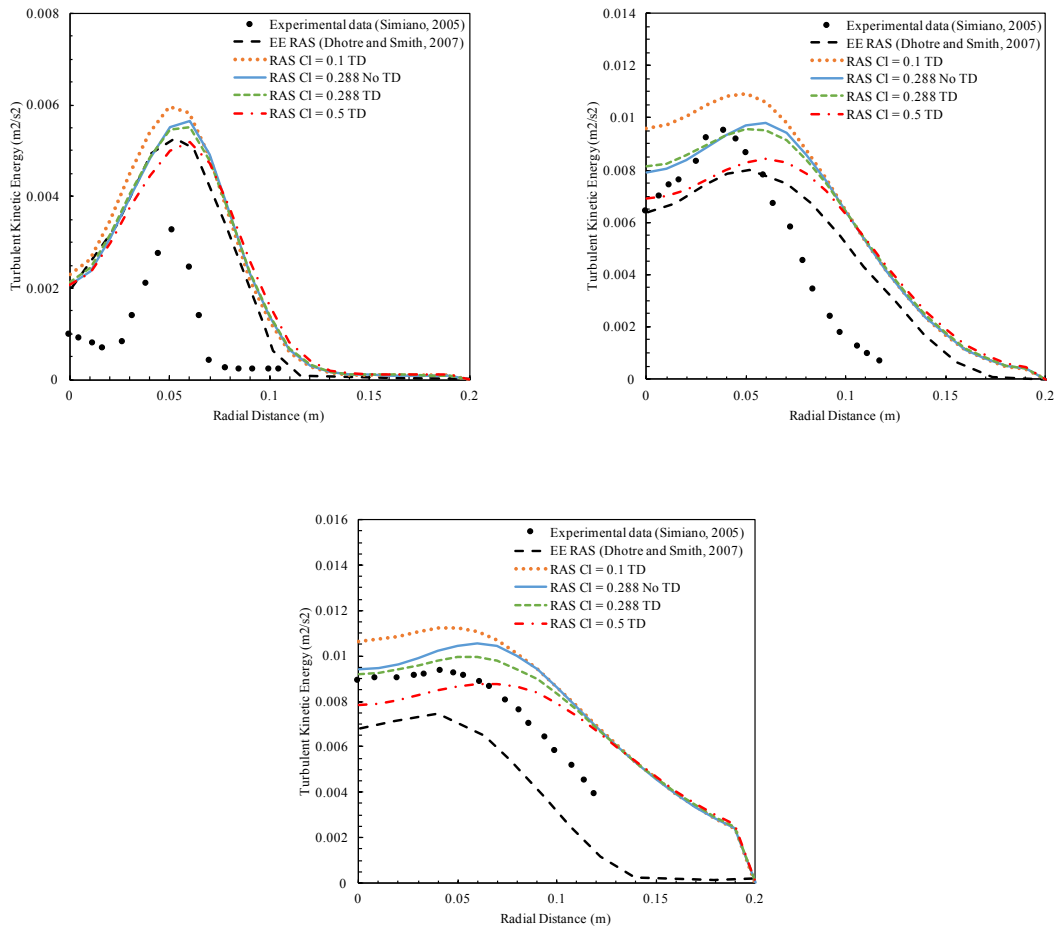 0.008
0.006
0.004
0.002
0
Turbulent Kinetic Energy (m2/s2)
Experimental data (Simiano, 2005)
EE RAS (Dhotre and Smith, 2007)
RAS Cl = 0.1 TD
RAS Cl = 0.288 No TD
RAS Cl = 0.288 TD
RAS Cl = 0.5 TD
0 0.05 0.1 0.15 0.2
Radial Distance (m)
0.014
0.012
0.01
0.008
0.006
0.004
0.002
0
Turbulent Kinetic Energy (m2/s2)
Experimental data (Simiano, 2005)
EE RAS (Dhotre and Smith, 2007)
RAS Cl = 0.1 TD
RAS Cl = 0.288 No TD
RAS Cl = 0.288 TD
RAS Cl = 0.5 TD
0 0.05 0.1 0.15 0.2
Radial Distance (m)
0.016
0.014
0.012
0.01
0.008
0.006
0.004
0.002
0
Turbulent Kinetic Energy (m2/s2)
Experimental data (Simiano, 2005)
EE RAS (Dhotre and Smith, 2007)
RAS Cl = 0.1 TD
RAS Cl = 0.288 No TD
RAS Cl = 0.288 TD
RAS Cl = 0.5 TD
0 0.05 0.1 0.15 0.2
Radial Distance (m)